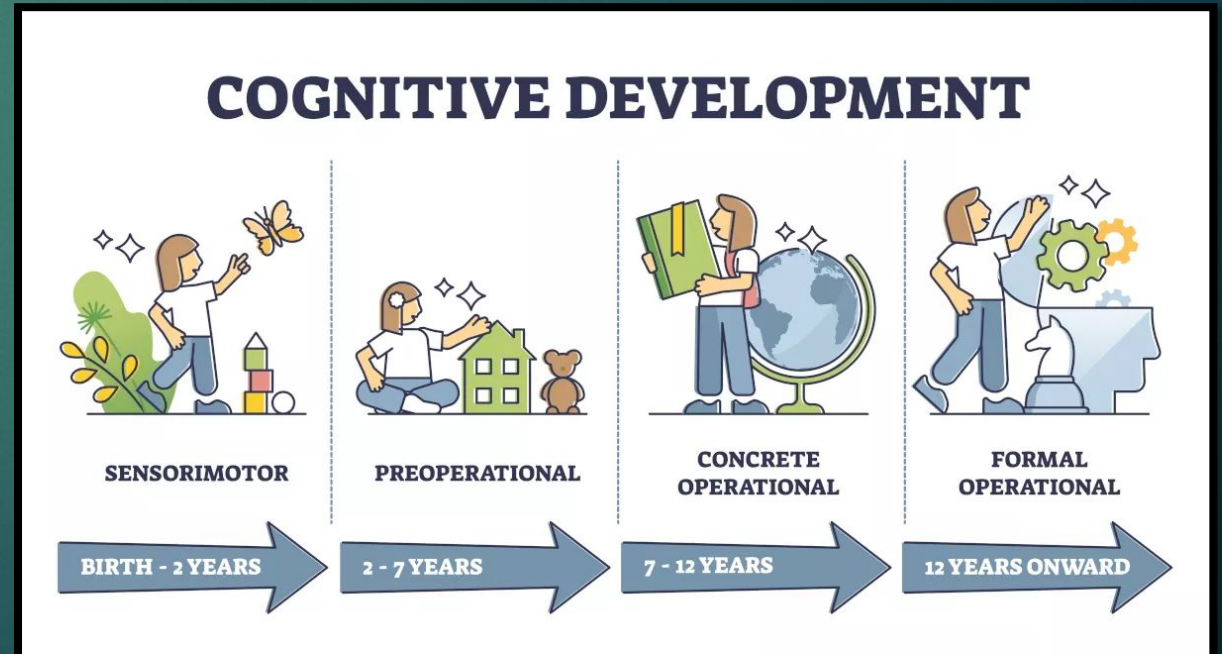 COGNITIVE DEVELOPMENT
SENSORIMOTOR
PREOPERATIONAL
CONCRETE
OPERATIONAL
FORMAL
OPERATIONAL
BIRTH - 2 YEARS
2 - 7 YEARS
7 - 12 YEARS
12 YEARS ONWARD